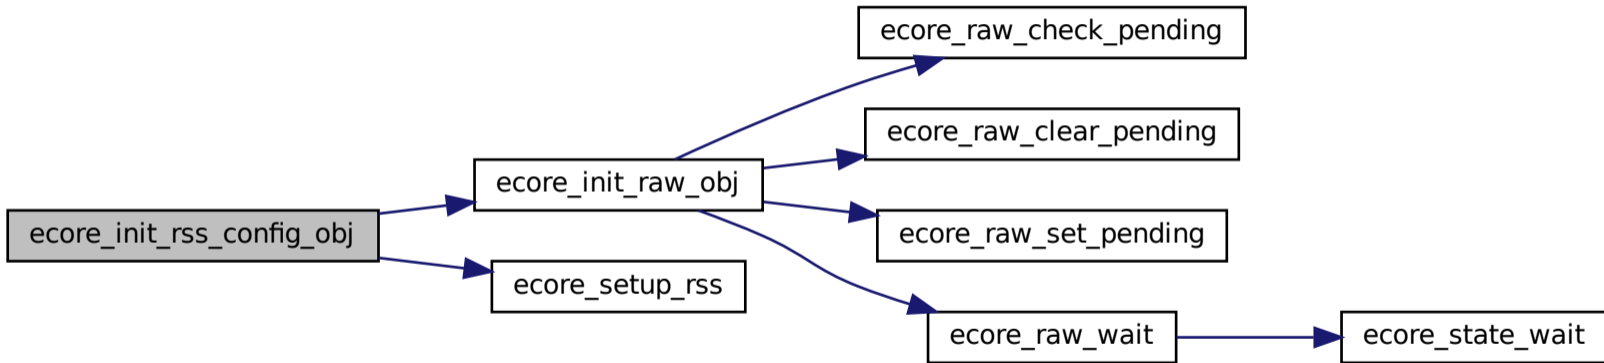 ecore_raw_check_pending
ecore_raw_clear_pending
ecore_init_raw_obj
ecore_raw_set_pending
ecore_init_rss_config_obj
ecore_setup_rss
ecore_raw_wait
ecore_state_wait